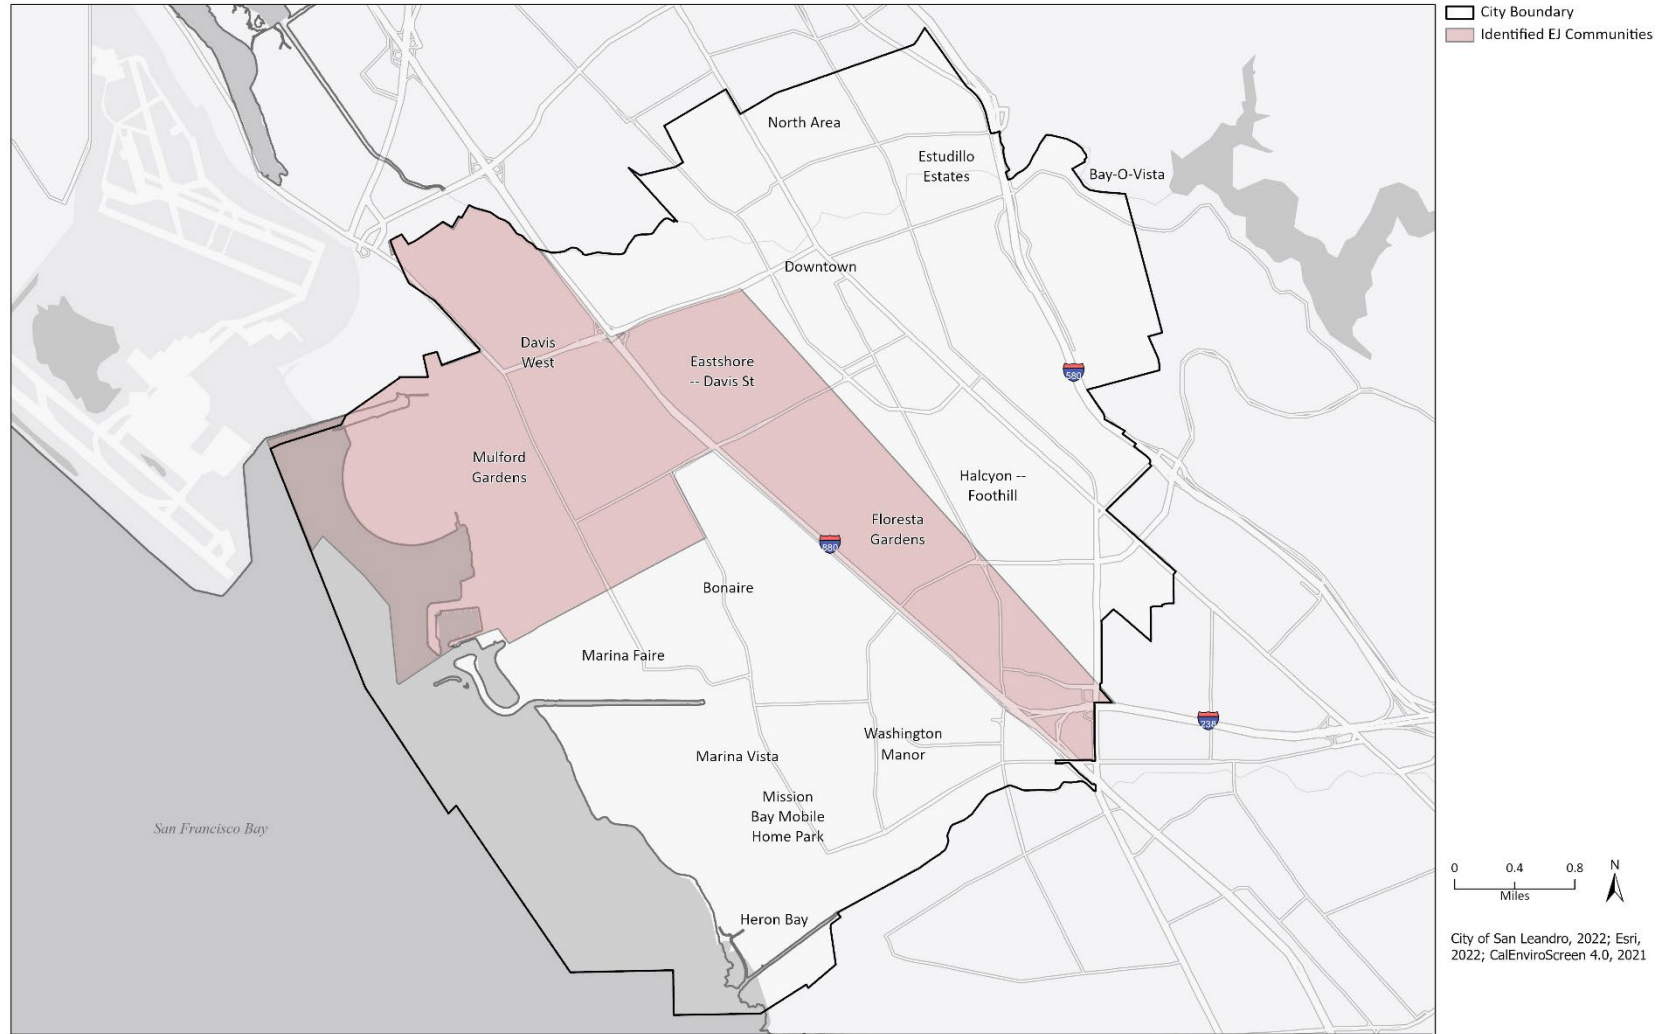 City Boundary
Identified EJ Communities
North Area
Estudillo
Estates
Bay-O-Vista
Downtown
Davis
West
Eastshore
-- Davis St
580
Mulford
Gardens
Halcyon --
Foothill
Floresta
Gardens
880
Bonaire
Marina Faire
238
Washington
Manor
Marina Vista
Mission
Bay Mobile
Home Park
San Francisco Bay
Heron Bay
0 0.4 0.8
Miles
N
City of San Leandro, 2022; Esri,
2022; CalEnviroScreen 4.0, 2021